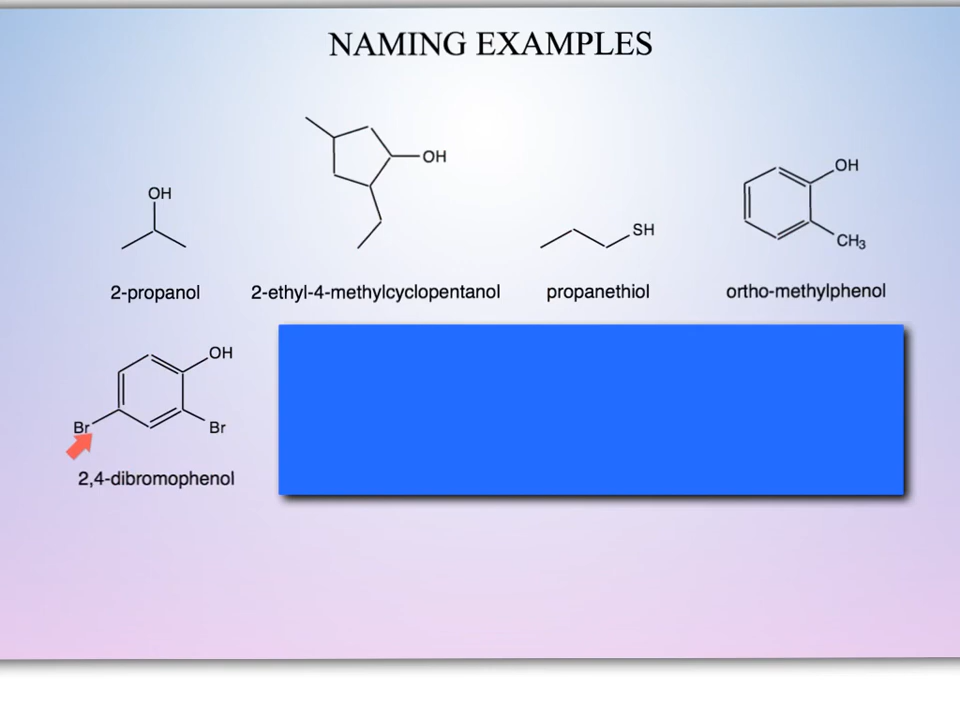 NAMING EXAMPLES
OH
OH
SH
OH
CH3
2-propanol
2-ethyl-4-methylcyclopentanol
propanethiol
ortho-methylphenol
OH
Br
Br
2,4-dibromophenol